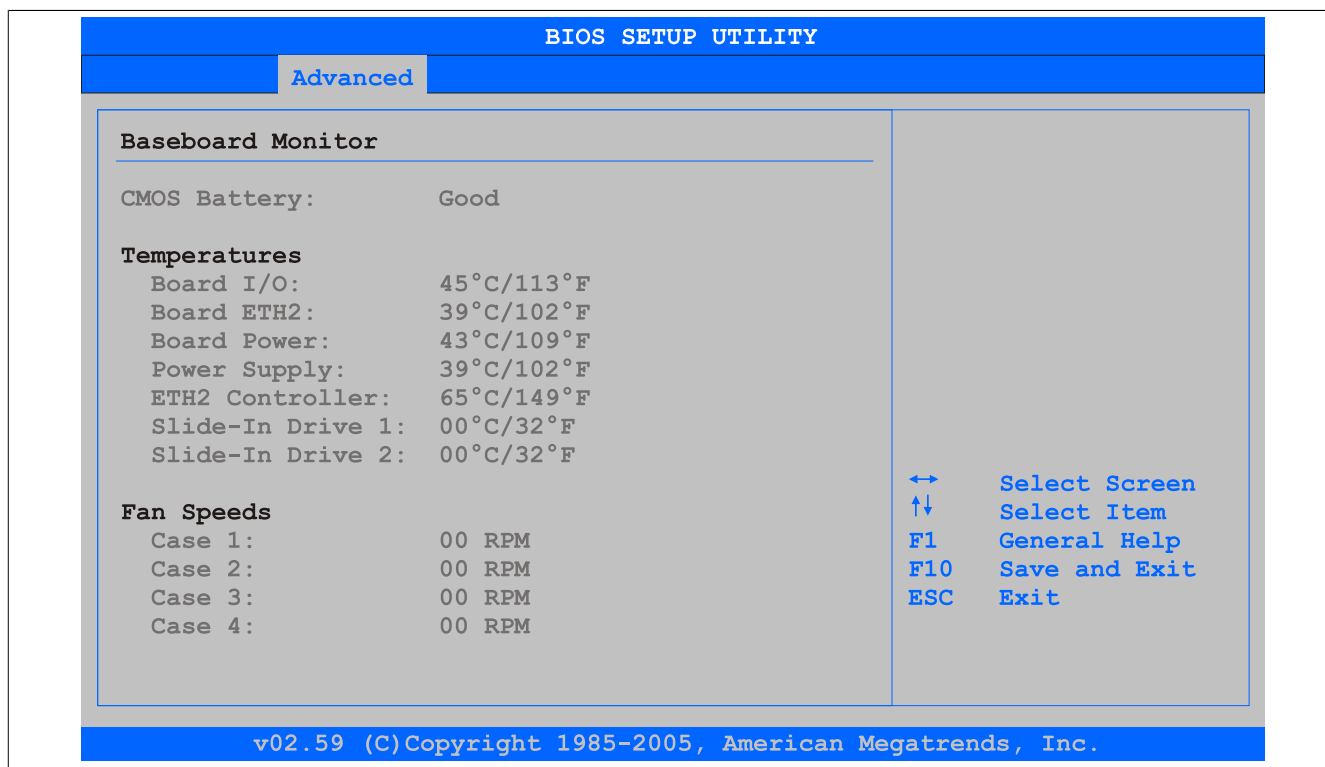 BIOS SETUP UTILITY
Advanced
Baseboard Monitor
CMOS Battery: Good
Temperatures
Board I/O: 45°C/113°F
Board ETH2: 39°C/102°F
Board Power: 43°C/109°F
Power Supply: 39°C/102°F
ETH2 Controller: 65°C/149°F
Slide-In Drive 1: 00°C/32°F
Slide-In Drive 2: 00°C/32°F
Fan Speeds
Case 1: 00 RPM
Case 2: 00 RPM
Case 3: 00 RPM
Case 4: 00 RPM
↔ Select Screen
↑↓ Select Item
F1 General Help
F10 Save and Exit
ESC Exit
v02.59 (C)Copyright 1985-2005, American Megatrends, Inc.